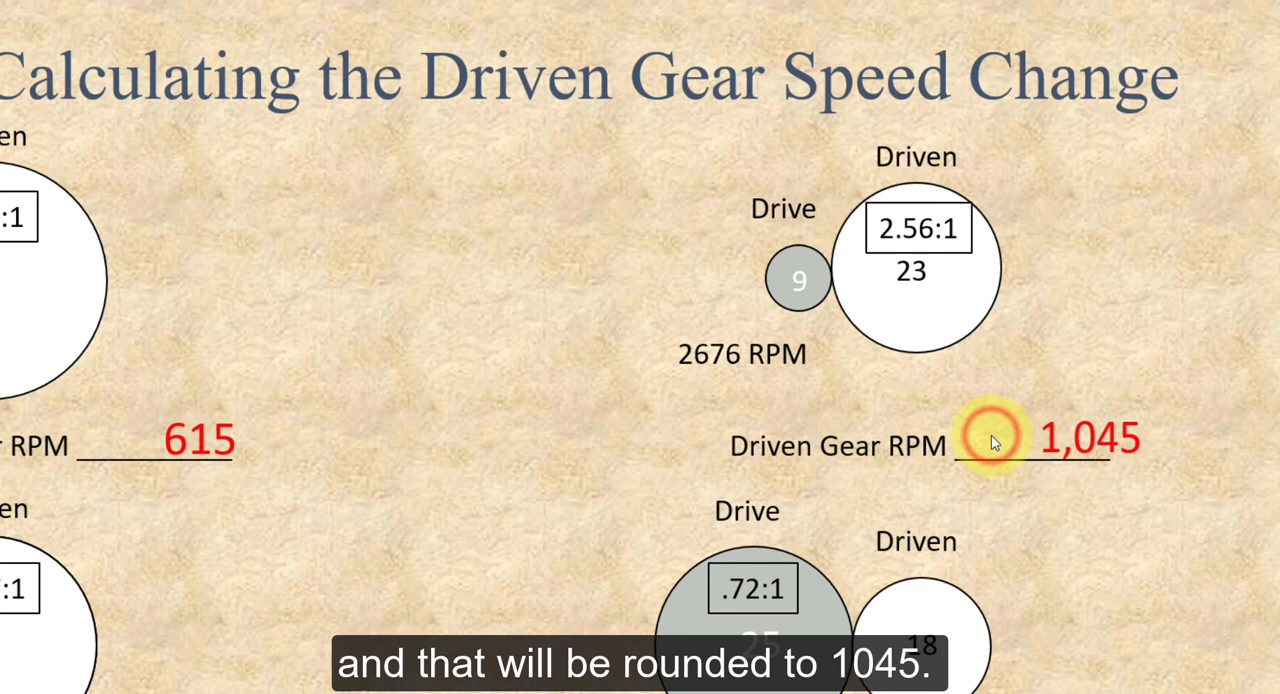 Calculating the Driven Gear Speed Change
en
Driven
Drive
:1
2.56:1
23
9
2676 RPM
RPM
615
Driven Gear RPM
1,045
en
Drive
Driven
:1
.72:1
25
18
and that will be rounded to 1045.